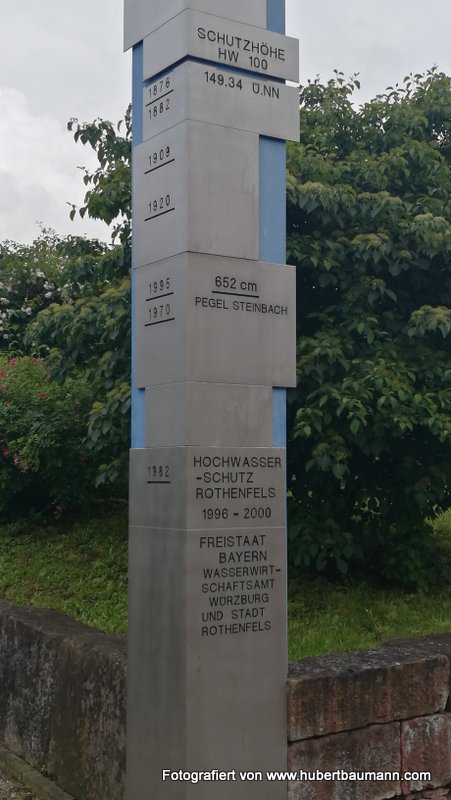 SCHUTZHÖHE
HW 100
149.34 Ü.NN
1876
1882
1909
1920
1995
1970
652 cm
PEGEL STEINBACH
1982
HOCHWASSER
-SCHUTZ
ROTHENFELS
1996 - 2000
FREISTAAT
BAYERN
WASSERWIRT-
SCHAFTSAMT
WÜRZBURG
UND STADT
ROTHENFELS
Fotografiert von www.hubertbaumann.com